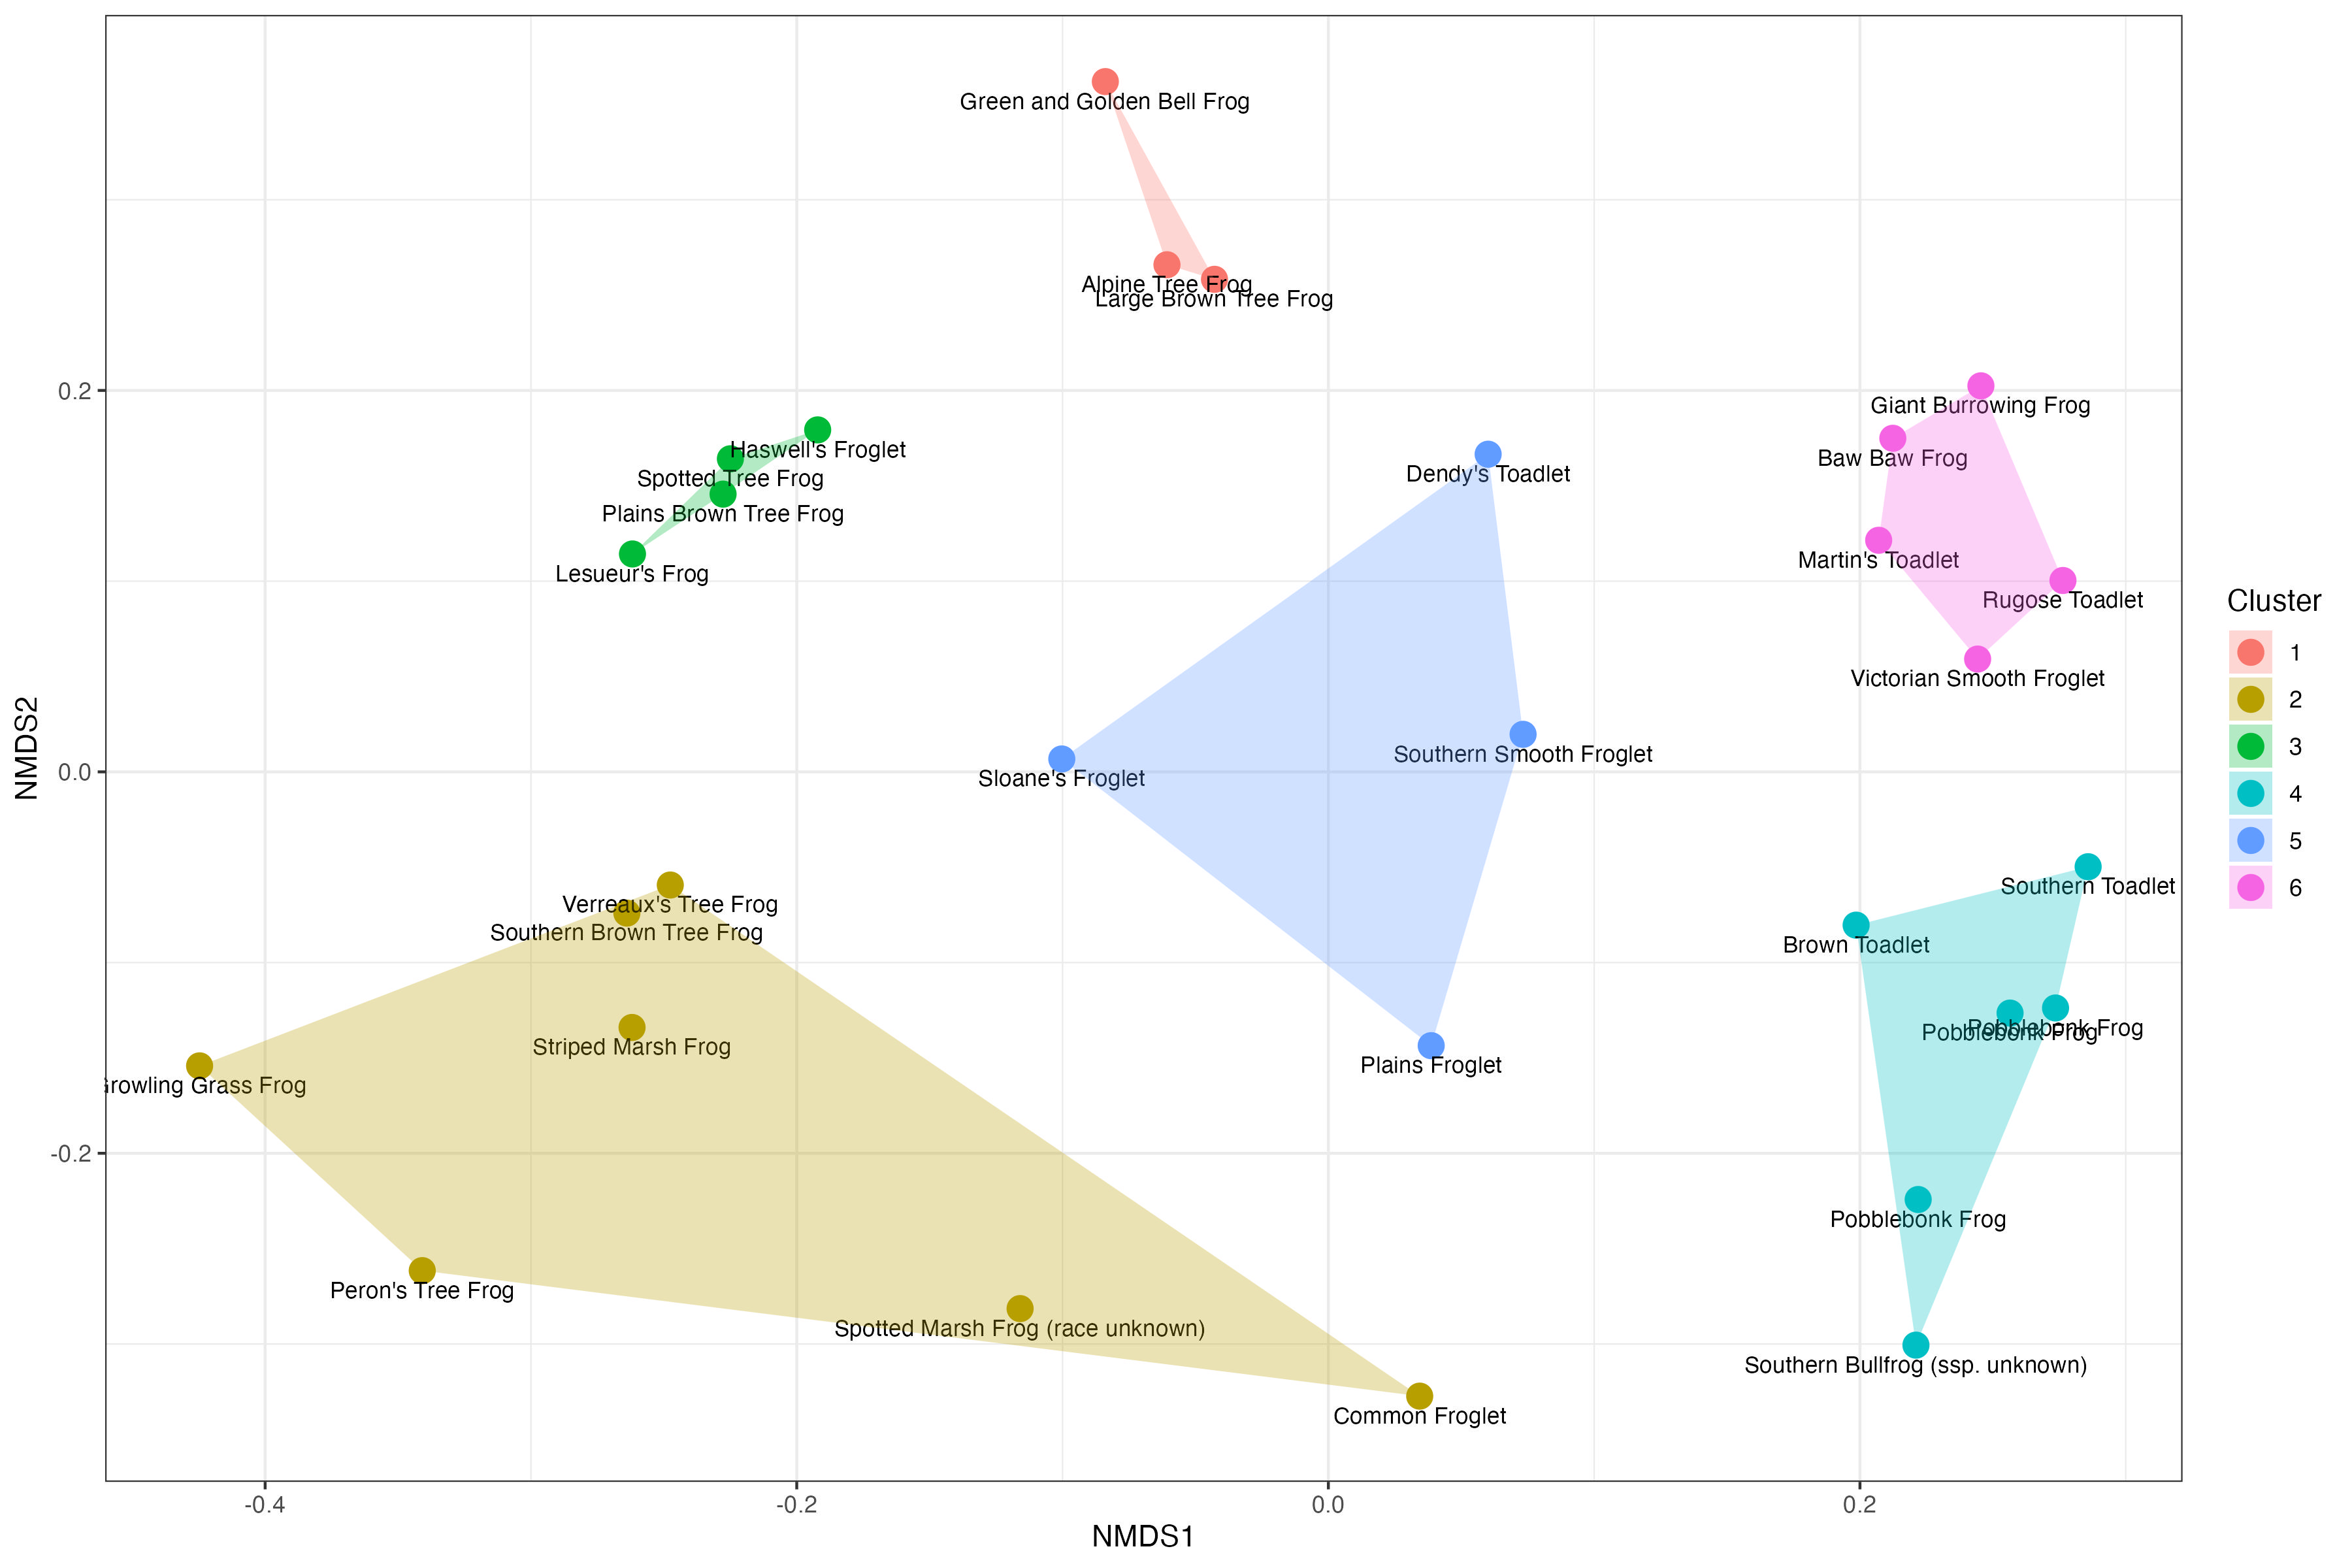 Green and Golden Bell Frog
Alpine Tree Frog
Large Brown Tree Frog
0.2
Giant Burrowing Frog
Haswell's Froglet
Baw Baw Frog
Spotted Tree Frog
Dendy's Toadlet
Plains Brown Tree Frog
Martin's Toadlet
Lesueur's Frog
Rugose Toadlet
Victorian Smooth Froglet
Southern Smooth Froglet
0.0
Sloane's Froglet
NMDS2
Southern Toadlet
Verreaux's Tree Frog
Southern Brown Tree Frog
Brown Toadlet
Pobblebonk Frog
Pobblebonk Frog
Striped Marsh Frog
Plains Froglet
rowling Grass Frog
-0.2
Pobblebonk Frog
Peron's Tree Frog
Spotted Marsh Frog (race unknown)
Southern Bullfrog (ssp. unknown)
Common Froglet
-0.4
-0.2
0.0
0.2
NMDS1
Cluster
1
2
3
4
5
6